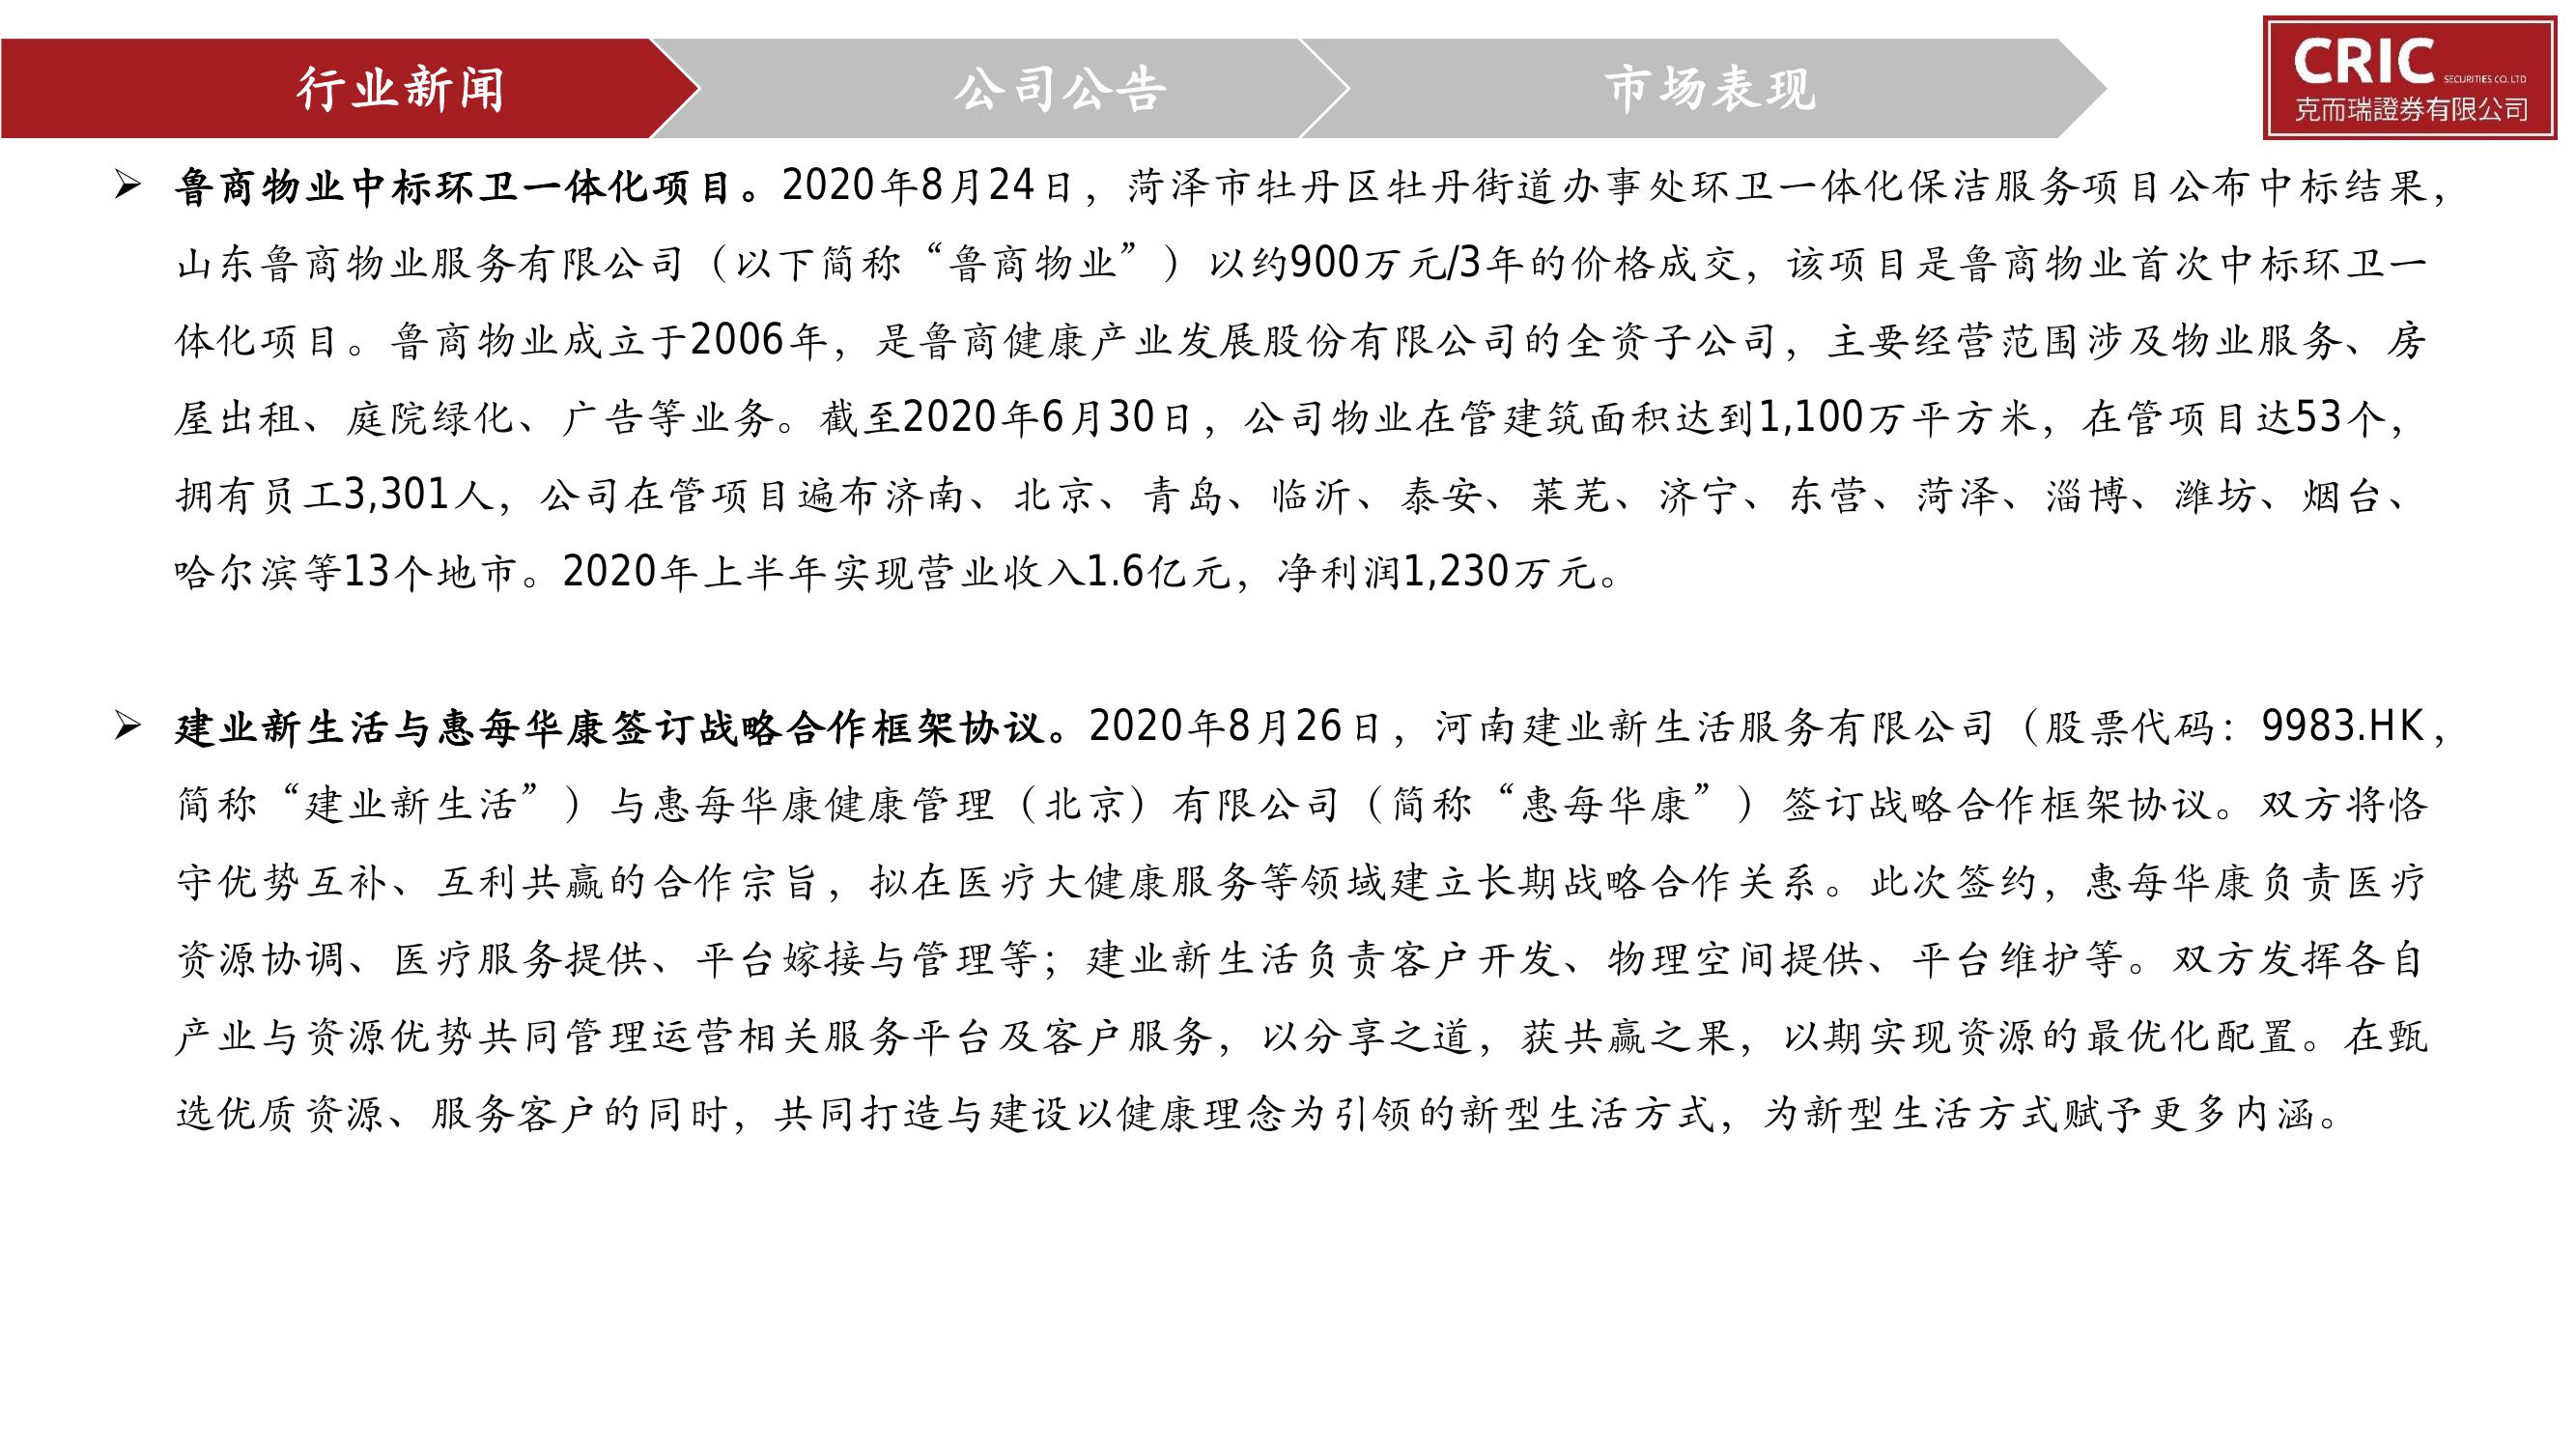 行业新闻
公司公告
市场表现
CRIC SECURITIES CO. LTD
克而瑞證券有限公司
➢ 鲁商物业中标环卫一体化项目。2020年8月24日，菏泽市牡丹区牡丹街道办事处环卫一体化保洁服务项目公布中标结果，
山东鲁商物业服务有限公司（以下简称“鲁商物业”）以约900万元/3年的价格成交，该项目是鲁商物业首次中标环卫一
体化项目。鲁商物业成立于2006年，是鲁商健康产业发展股份有限公司的全资子公司，主要经营范围涉及物业服务、房
屋出租、庭院绿化、广告等业务。截至2020年6月30日，公司物业在管建筑面积达到1,100万平方米，在管项目达53个，
拥有员工3,301人，公司在管项目遍布济南、北京、青岛、临沂、泰安、莱芜、济宁、东营、菏泽、淄博、潍坊、烟台、
哈尔滨等13个地市。2020年上半年实现营业收入1.6亿元，净利润1,230万元。
➢ 建业新生活与惠每华康签订战略合作框架协议。2020年8月26日，河南建业新生活服务有限公司（股票代码：9983.HK，
简称“建业新生活”）与惠每华康健康管理（北京）有限公司（简称“惠每华康”）签订战略合作框架协议。双方将恪
守优势互补、互利共赢的合作宗旨，拟在医疗大健康服务等领域建立长期战略合作关系。此次签约，惠每华康负责医疗
资源协调、医疗服务提供、平台嫁接与管理等；建业新生活负责客户开发、物理空间提供、平台维护等。双方发挥各自
产业与资源优势共同管理运营相关服务平台及客户服务，以分享之道，获共赢之果，以期实现资源的最优化配置。在甄
选优质资源、服务客户的同时，共同打造与建设以健康理念为引领的新型生活方式，为新型生活方式赋予更多内涵。